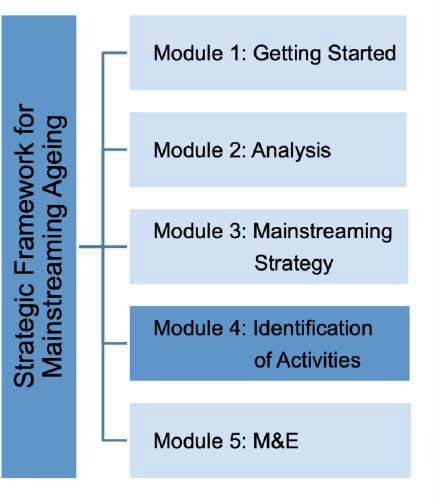 Strategic Framework for
Mainstreaming Ageing
Module 1: Getting Started
Module 2: Analysis
Module 3: Mainstreaming
Strategy
Module 4: Identification
of Activities
Module 5: M&E